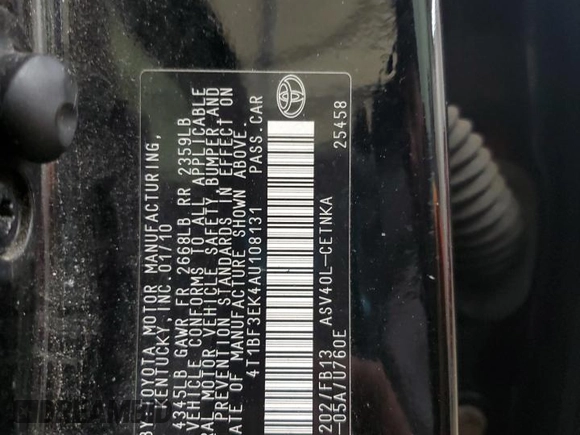 BY TOYOTA MOTOR MANUFACTURING,
KENTUCKY, INC. 01/10
4345LB GAWR FR 2668LB RR 2359LB
VEHICLE CONFORMS TO ALL APPLICABLE
RAL MOTOR VEHICLE SAFETY, BUMPER, AND
PREVENTION STANDARDS IN EFFECT ON
ATE OF MANUFACTURE SHOWN ABOVE.
4T1BF3EK4AU108131 PASS.CAR
202/FB13 ASV40L-CETNKA
-05A/U760E 25458